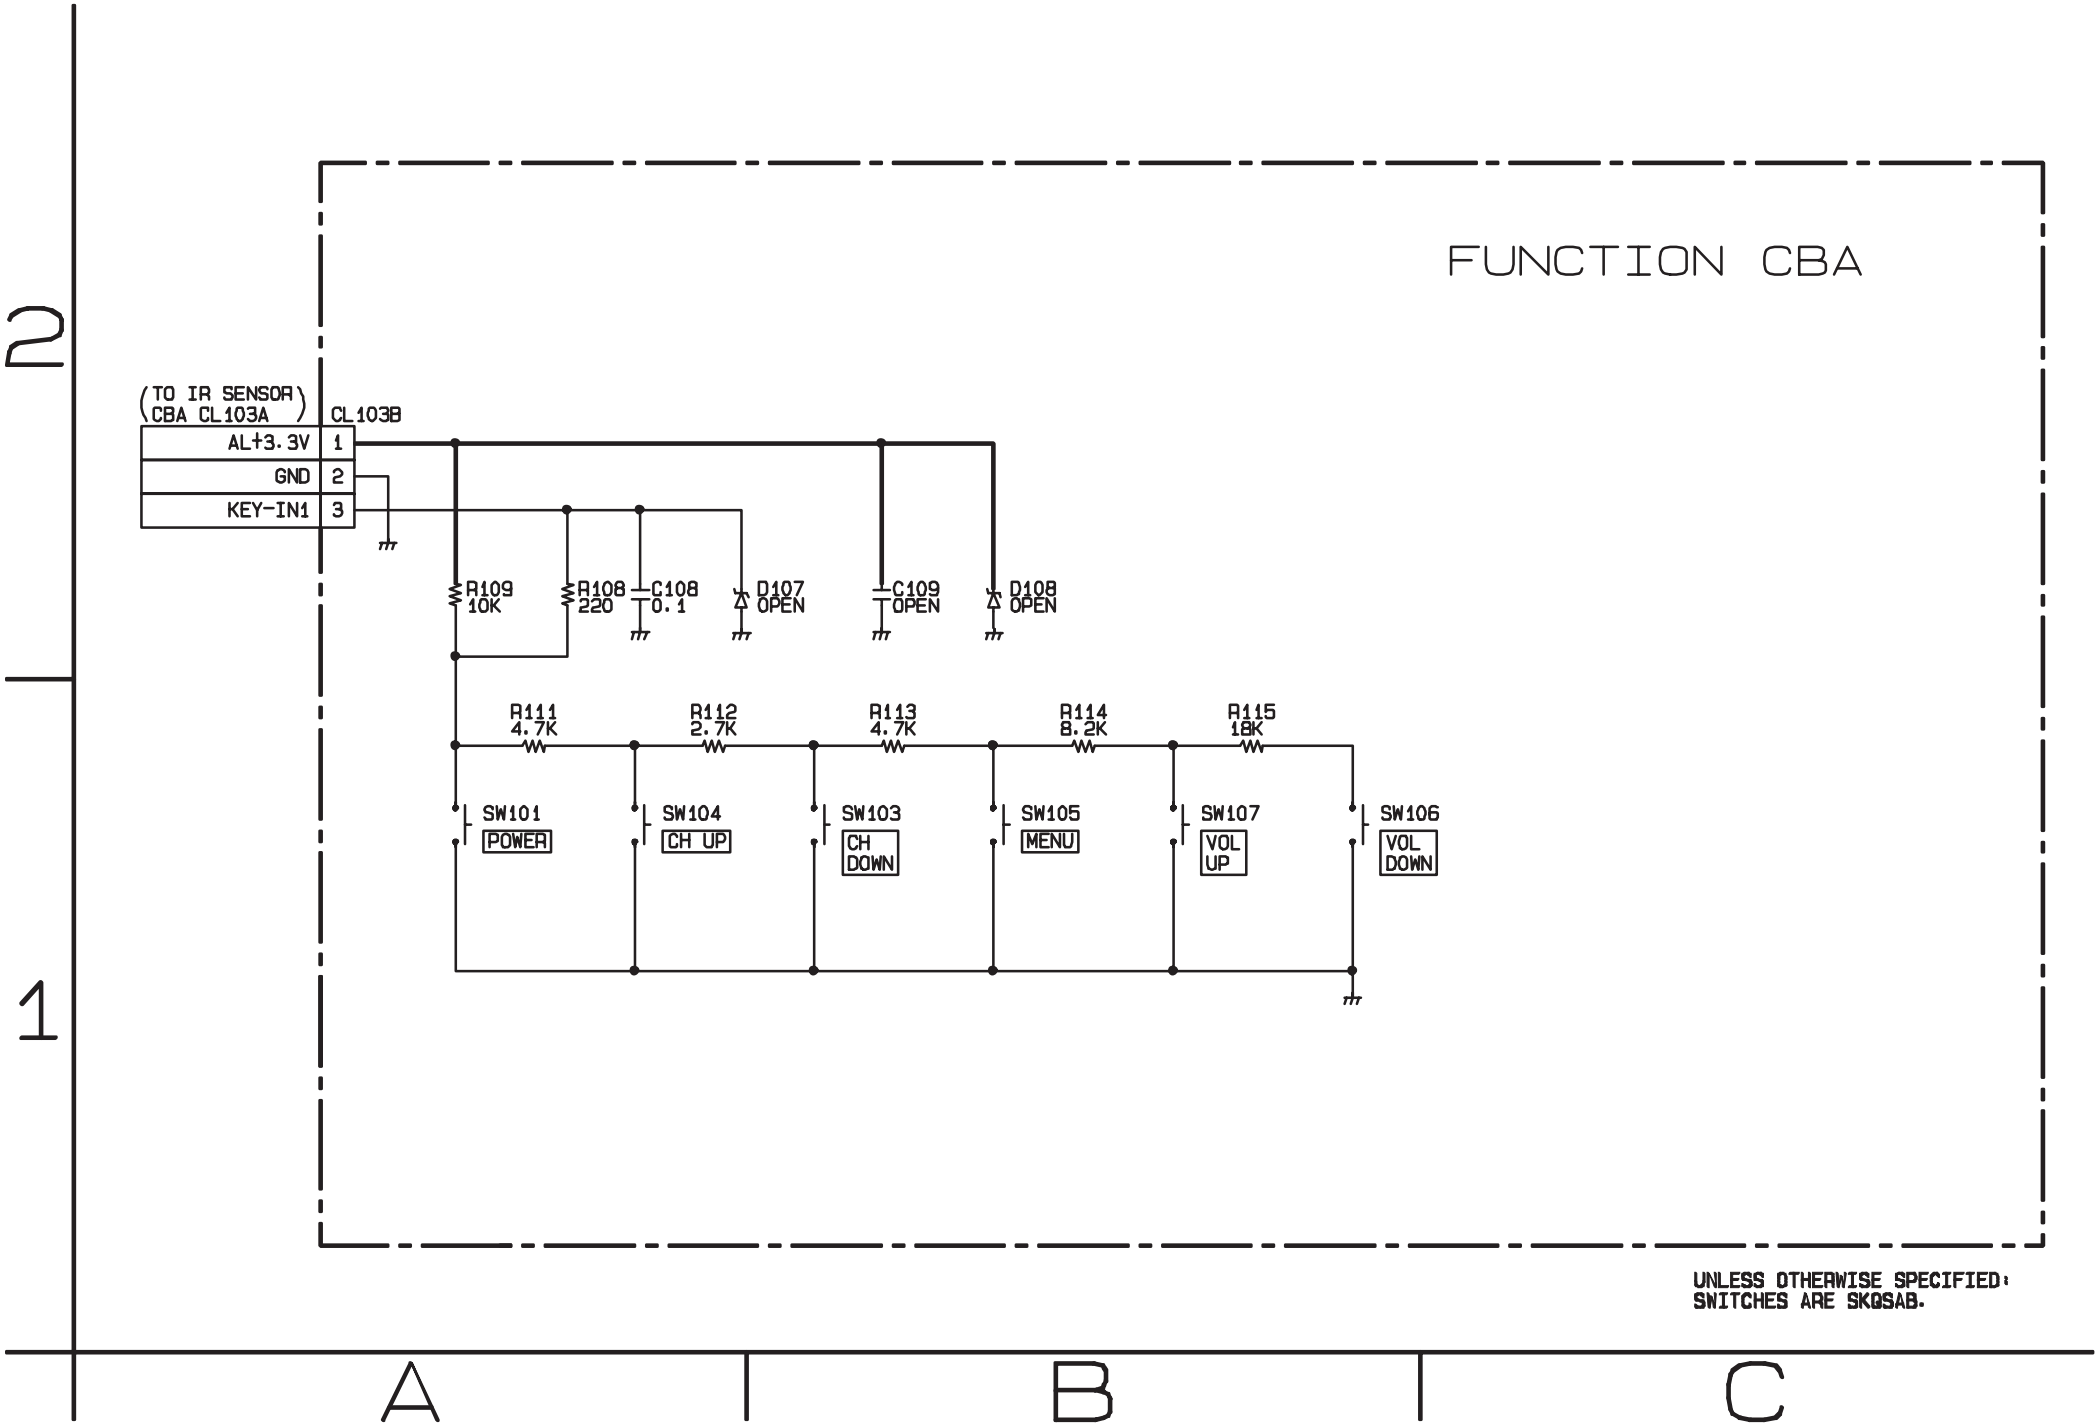 2
FUNCTION CBA
(TO IR SENSOR)
(CBA CL103A)
CL103B
AL+3.3V 1
GND 2
KEY-IN1 3
R109
10K
R108
220
C108
0.1
D107
OPEN
C109
OPEN
D108
OPEN
R111
4.7K
R112
2.7K
R113
4.7K
R114
8.2K
R115
18K
SW101
POWER
SW104
CH UP
SW103
CH
DOWN
SW105
MENU
SW107
VOL
UP
SW106
VOL
DOWN
1
UNLESS OTHERWISE SPECIFIED:
SWITCHES ARE SKQSAB.
A B C